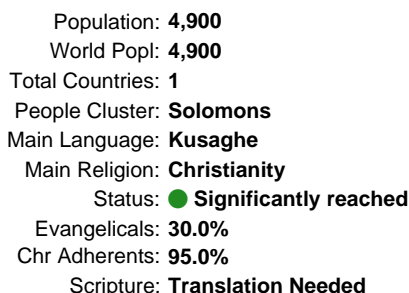 Population: 4,900
World Popl: 4,900
Total Countries: 1
People Cluster: Solomons
Main Language: Kusaghe
Main Religion: Christianity
Status: Significantly reached
Evangelicals: 30.0%
Chr Adherents: 95.0%
Scripture: Translation Needed